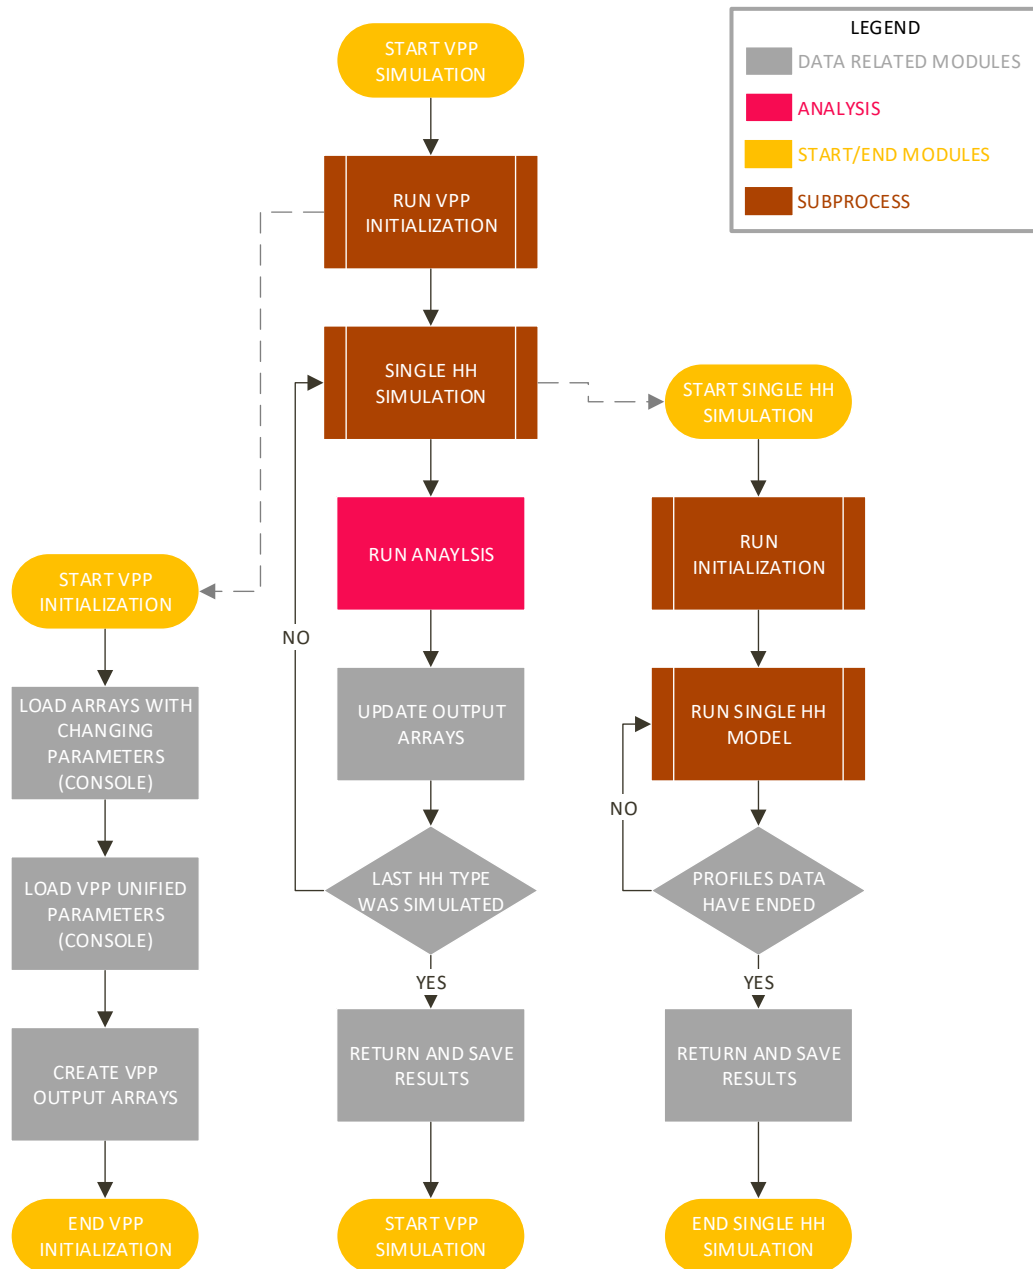 LEGEND
DATA RELATED MODULES
ANALYSIS
START/END MODULES
SUBPROCESS
START VPP
SIMULATION
RUN VPP
INITIALIZATION
SINGLE HH
SIMULATION
RUN ANAYLSIS
UPDATE OUTPUT
ARRAYS
LAST HH TYPE
WAS SIMULATED
NO
YES
RETURN AND SAVE
RESULTS
START VPP
SIMULATION
START VPP
INITIALIZATION
LOAD ARRAYS WITH
CHANGING
PARAMETERS
(CONSOLE)
LOAD VPP UNIFIED
PARAMETERS
(CONSOLE)
CREATE VPP
OUTPUT ARRAYS
END VPP
INITIALIZATION
START SINGLE HH
SIMULATION
RUN
INITIALIZATION
RUN SINGLE HH
MODEL
NO
PROFILES DATA
HAVE ENDED
YES
RETURN AND SAVE
RESULTS
END SINGLE HH
SIMULATION